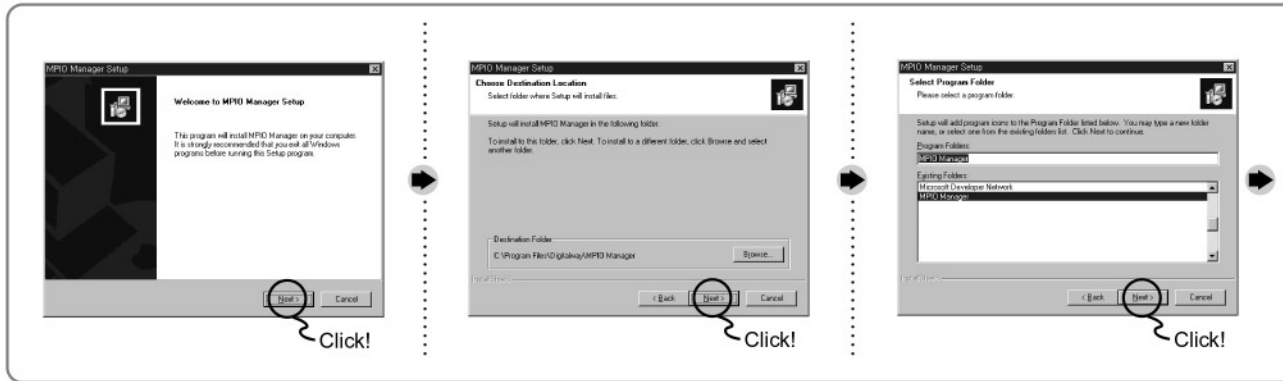 MPIO Manager Setup
Welcome to MPIO Manager Setup
This program will install MPIO Manager on your computer.
It is strongly recommended that you exit all Windows
programs before running this Setup program.
Next >
Cancel
Click!
MPIO Manager Setup
Choose Destination Location
Select folder where Setup will install files.
Setup will install MPIO Manager in the following folder.
To install to this folder, click Next. To install to a different folder, click Browse and select
another folder.
Destination Folder
C:\Program Files\Digitalway\MPIO Manager
Browse...
< Back
Next >
Cancel
Click!
MPIO Manager Setup
Select Program Folder
Please select a program folder.
Setup will add program icons to the Program Folder listed below. You may type a new folder
name, or select one from the existing folders list. Click Next to continue.
Program Folders:
MPIO Manager
Existing Folders:
Microsoft Developer Network
MPIO Manager
< Back
Next >
Cancel
Click!